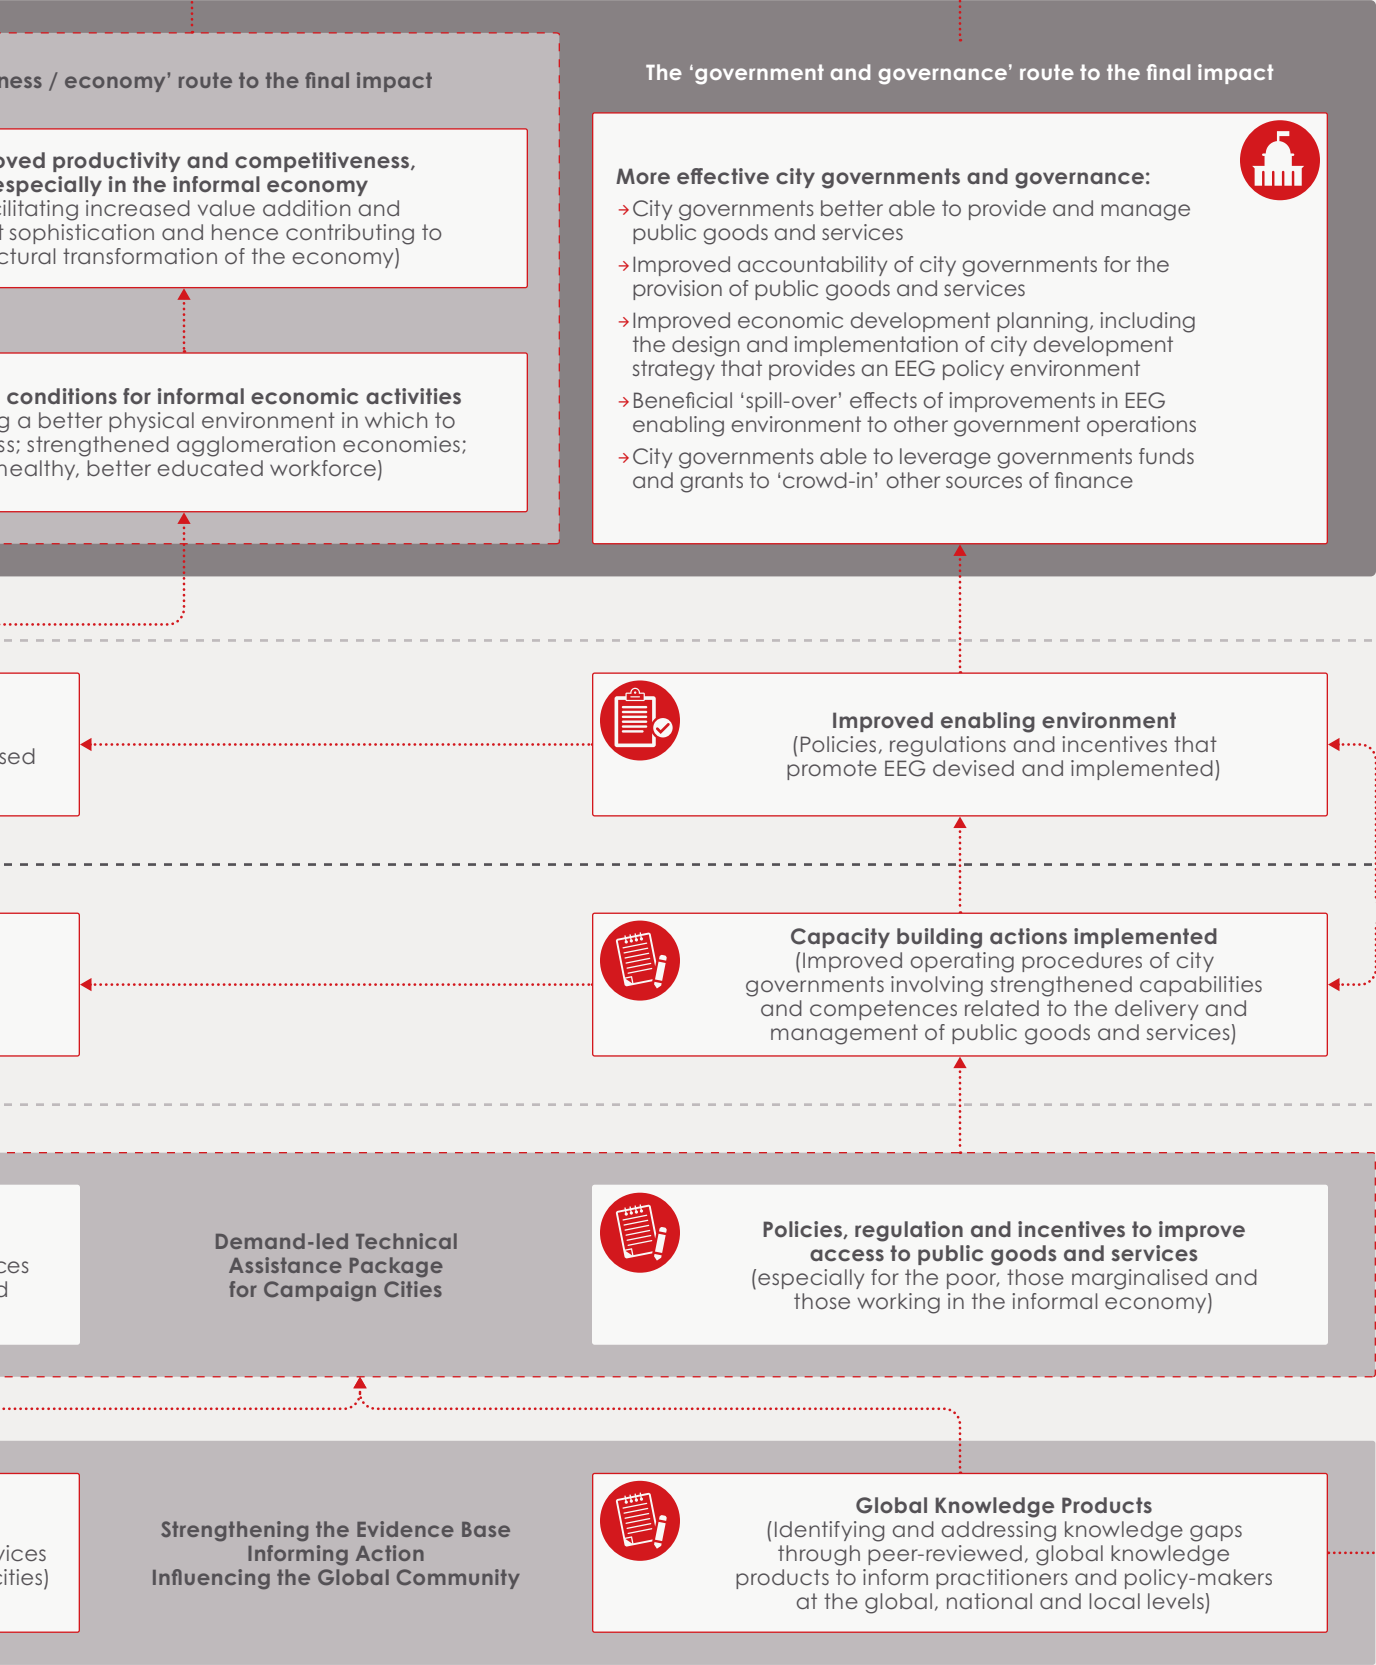 ness / economy’ route to the final impact
The ‘government and governance’ route to the final impact
oved productivity and competitiveness,
especially in the informal economy
cilitating increased value addition and
t sophistication and hence contributing to
ctural transformation of the economy)
More effective city governments and governance:
→City governments better able to provide and manage
public goods and services
→Improved accountability of city governments for the
provision of public goods and services
→Improved economic development planning, including
the design and implementation of city development
strategy that provides an EEG policy environment
→Beneficial ‘spill-over’ effects of improvements in EEG
enabling environment to other government operations
→City governments able to leverage governments funds
and grants to ‘crowd-in’ other sources of finance
conditions for informal economic activities
g a better physical environment in which to
ss; strengthened agglomeration economies;
healthy, better educated workforce)
sed
Improved enabling environment
(Policies, regulations and incentives that
promote EEG devised and implemented)
Capacity building actions implemented
(Improved operating procedures of city
governments involving strengthened capabilities
and competences related to the delivery and
management of public goods and services)
ces
d
Demand-led Technical
Assistance Package
for Campaign Cities
Policies, regulation and incentives to improve
access to public goods and services
(especially for the poor, those marginalised and
those working in the informal economy)
vices
cities)
Strengthening the Evidence Base
Informing Action
Influencing the Global Community
Global Knowledge Products
(Identifying and addressing knowledge gaps
through peer-reviewed, global knowledge
products to inform practitioners and policy-makers
at the global, national and local levels)